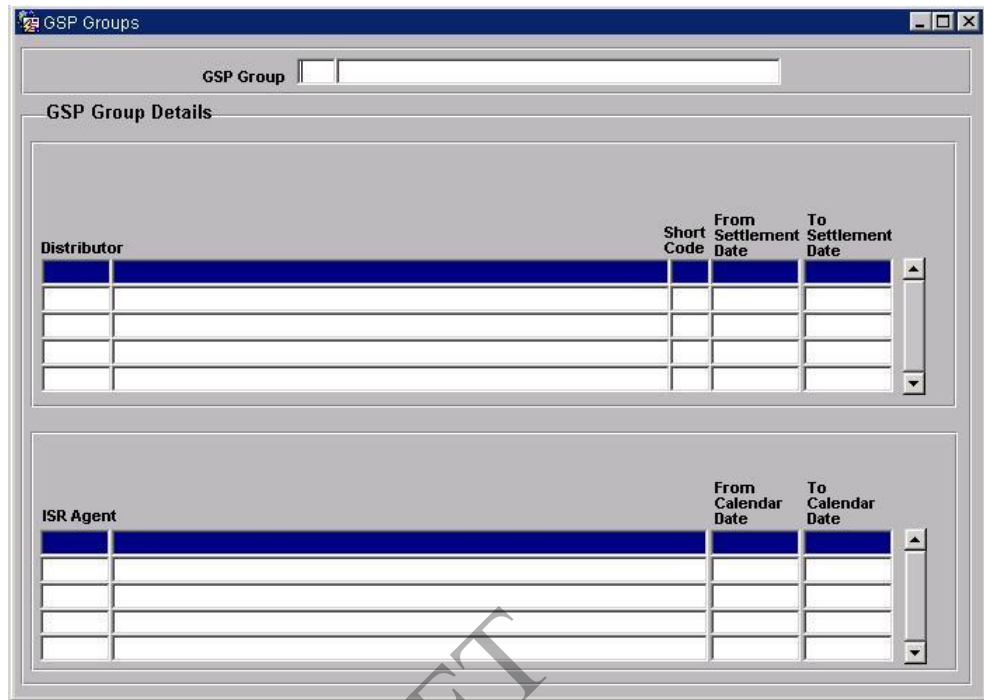 GSP Groups
GSP Group
GSP Group Details
Distributor
Short Code
From Settlement Date
To Settlement Date
ISR Agent
From Calendar Date
To Calendar Date